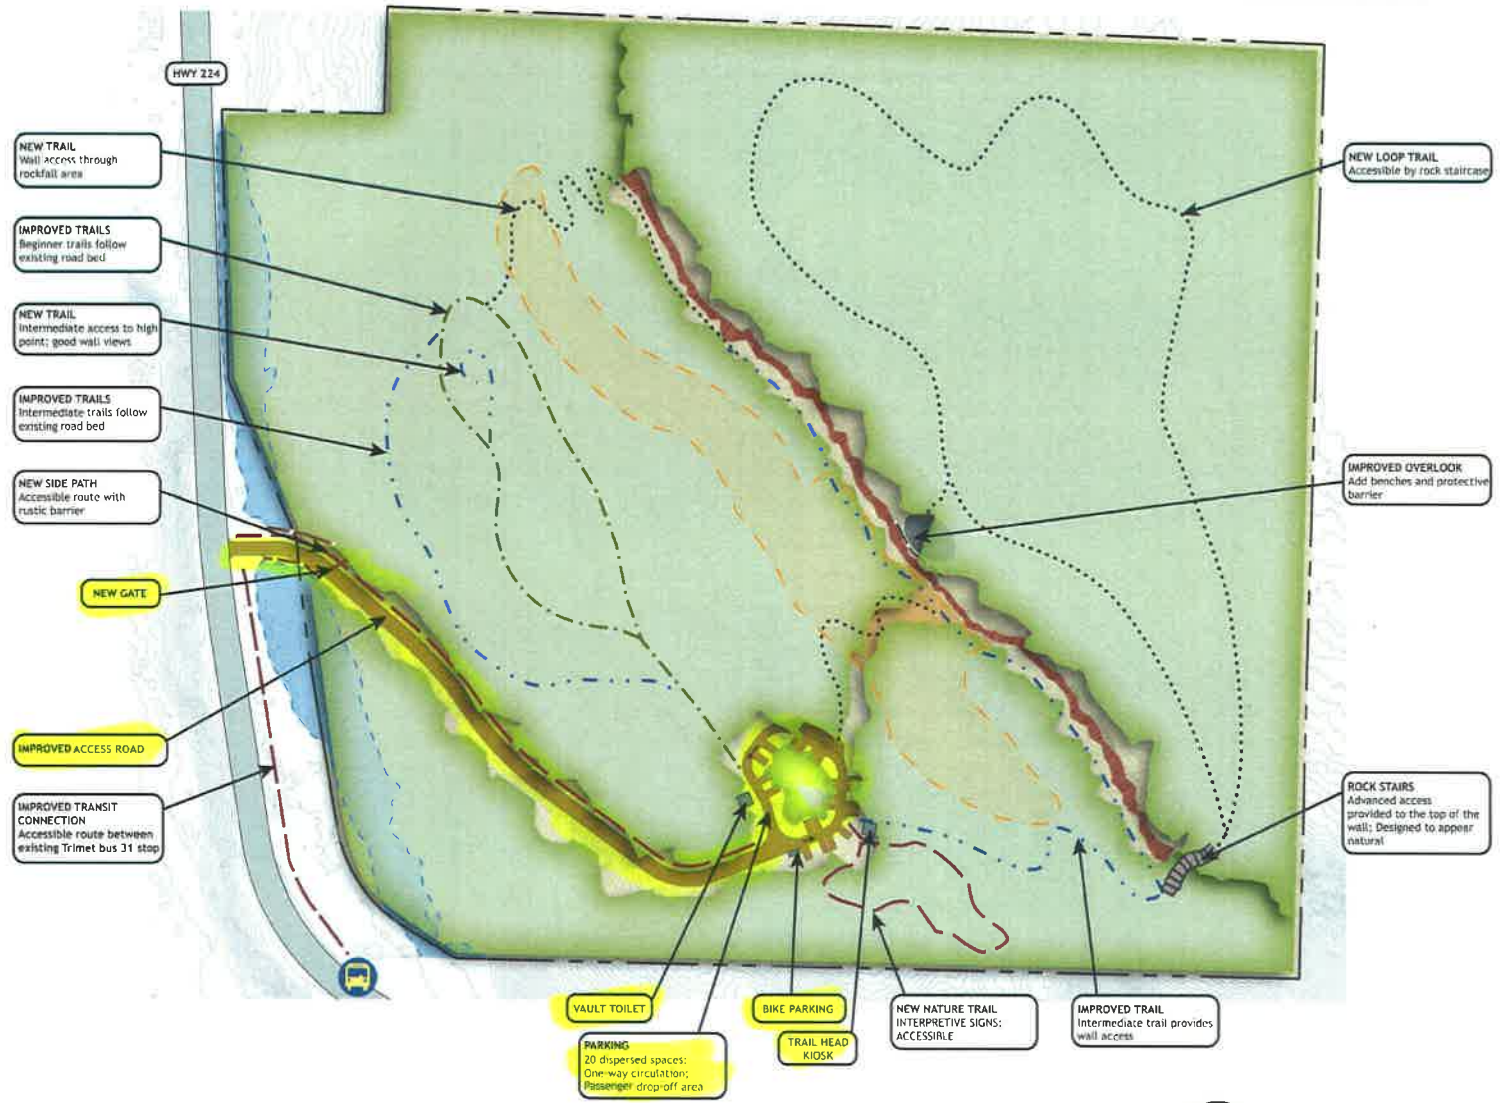 HWY 224
NEW TRAIL
Wall access through
rockfall area
IMPROVED TRAILS
Beginner trails follow
existing road bed
NEW TRAIL
Intermediate access to high
point; good wall views
IMPROVED TRAILS
Intermediate trails follow
existing road bed
NEW SIDE PATH
Accessible route with
rustic barrier
NEW GATE
IMPROVED ACCESS ROAD
IMPROVED TRANSIT
CONNECTION
Accessible route between
existing Trimet bus 31 stop
NEW LOOP TRAIL
Accessible by rock staircase
IMPROVED OVERLOOK
Add benches and protective
barrier
ROCK STAIRS
Advanced access
provided to the top of the
wall; Designed to appear
natural
VAULT TOILET
PARKING
20 dispersed spaces;
One-way circulation;
Passenger drop-off area
BIKE PARKING
TRAIL HEAD
KIOSK
NEW NATURE TRAIL
INTERPRETIVE SIGNS;
ACCESSIBLE
IMPROVED TRAIL
Intermediate trail provides
wall access